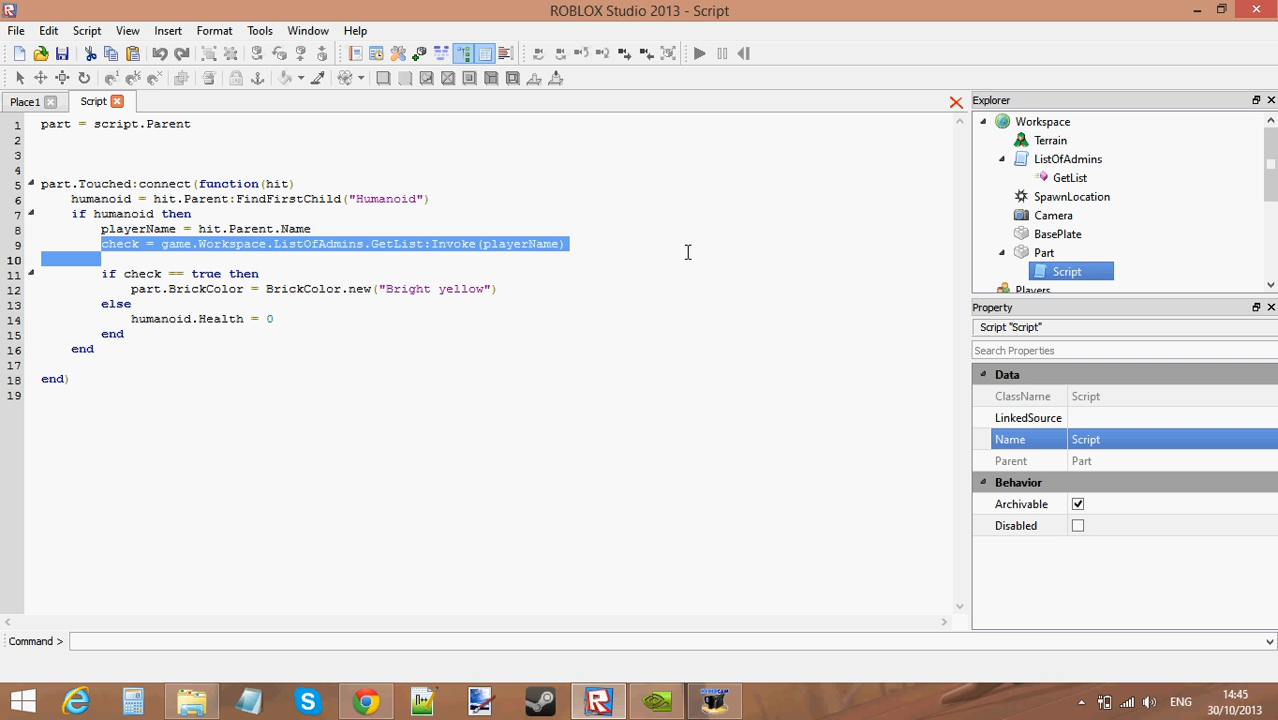 ROBLOX Studio 2013 - Script
File Edit Script View Insert Format Tools Window Help
Place1 Script
1 part = script.Parent
2
3
4
5 part.Touched:connect(function(hit)
6 humanoid = hit.Parent:FindFirstChild("Humanoid")
7 if humanoid then
8 playerName = hit.Parent.Name
9 check = game.Workspace.ListOfAdmins.GetList:Invoke(playerName)
10
11 if check == true then
12 part.BrickColor = BrickColor.new("Bright yellow")
13 else
14 humanoid.Health = 0
15 end
16 end
17
18 end)
19
Command >
Explorer
Workspace
Terrain
ListOfAdmins
GetList
SpawnLocation
Camera
BasePlate
Part
Script
Players
Property
Script "Script"
Search Properties
Data
ClassName Script
LinkedSource
Name Script
Parent Part
Behavior
Archivable
Disabled
ENG
14:45
30/10/2013